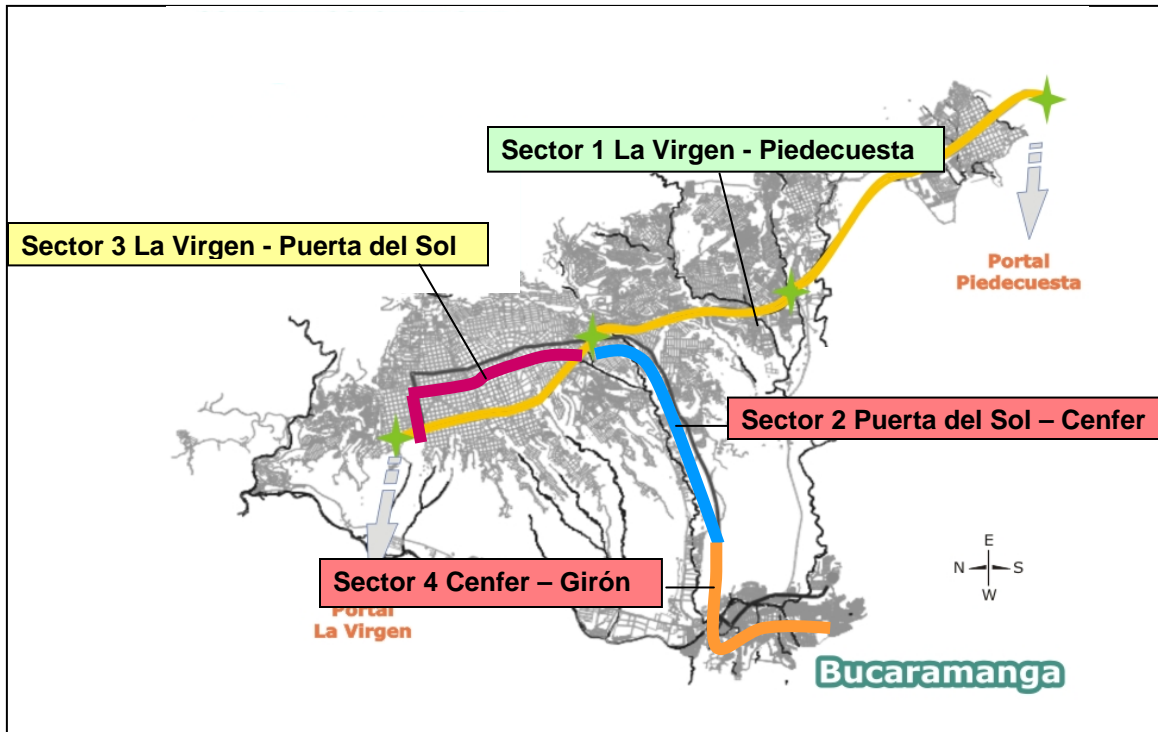 Sector 1 La Virgen - Piedecuesta
Sector 3 La Virgen - Puerta del Sol
Portal
Piedecuesta
Sector 2 Puerta del Sol – Cenfer
Sector 4 Cenfer – Girón
Portal
La Virgen
E
N S
W
Bucaramanga